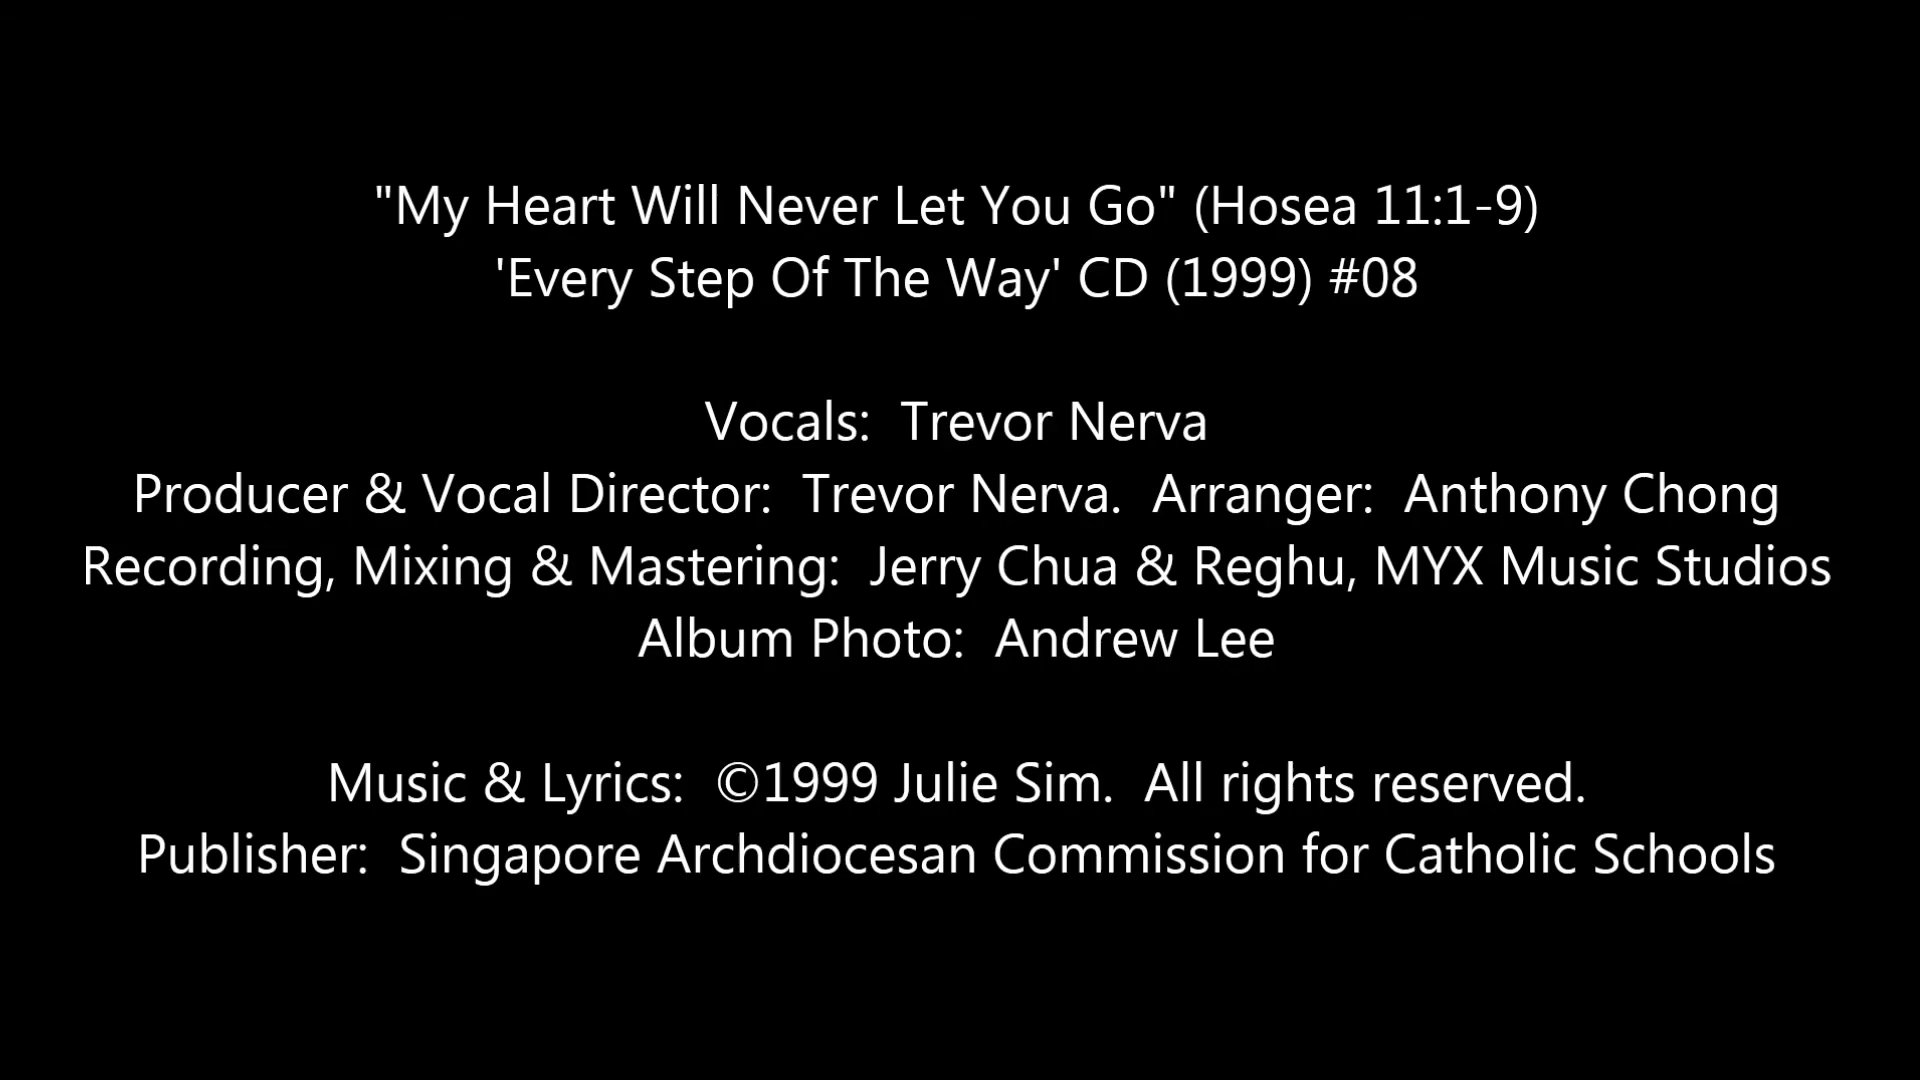 "My Heart Will Never Let You Go" (Hosea 11:1-9)
'Every Step Of The Way' CD (1999) #08
Vocals:  Trevor Nerva
Producer & Vocal Director:  Trevor Nerva.  Arranger:  Anthony Chong
Recording, Mixing & Mastering:  Jerry Chua & Reghu, MYX Music Studios
Album Photo:  Andrew Lee
Music & Lyrics:  ©1999 Julie Sim.  All rights reserved.
Publisher:  Singapore Archdiocesan Commission for Catholic Schools